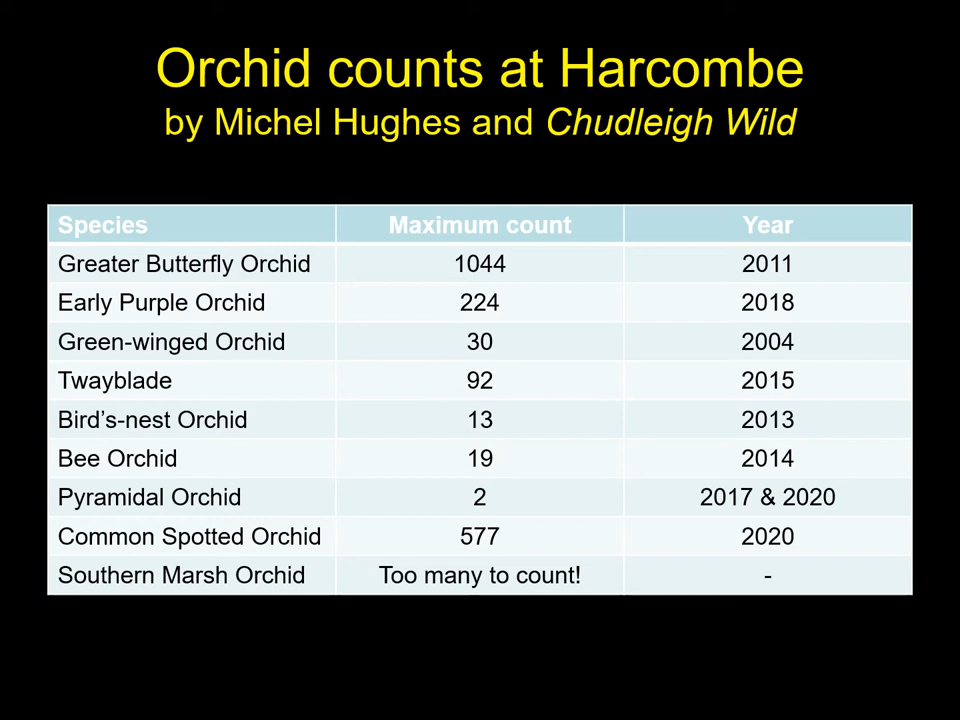 Orchid counts at Harcombe
by Michel Hughes and Chudleigh Wild
Species Maximum count Year
Greater Butterfly Orchid 1044 2011
Early Purple Orchid 224 2018
Green-winged Orchid 30 2004
Twayblade 92 2015
Bird’s-nest Orchid 13 2013
Bee Orchid 19 2014
Pyramidal Orchid 2 2017 & 2020
Common Spotted Orchid 577 2020
Southern Marsh Orchid Too many to count! -